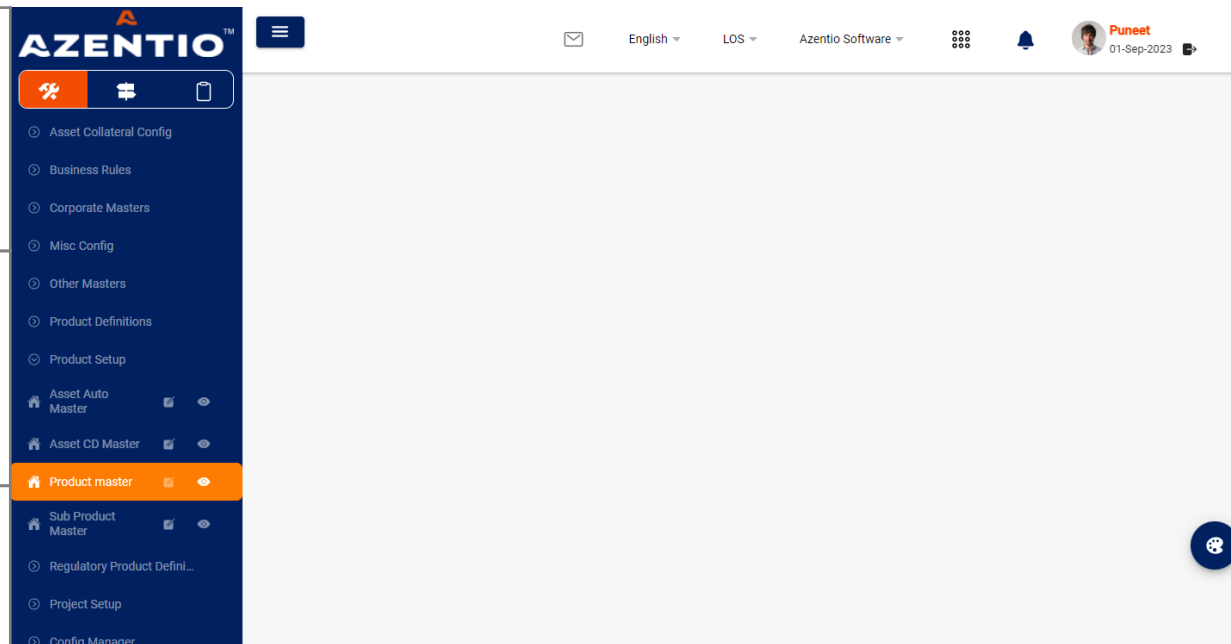 AZENTIO™
English
LOS
Azentio Software
Puneet
01-Sep-2023
Asset Collateral Config
Business Rules
Corporate Masters
Misc Config
Other Masters
Product Definitions
Product Setup
Asset Auto
Master
Asset CD Master
Product master
Sub Product
Master
Regulatory Product Defini...
Project Setup
Config Manager